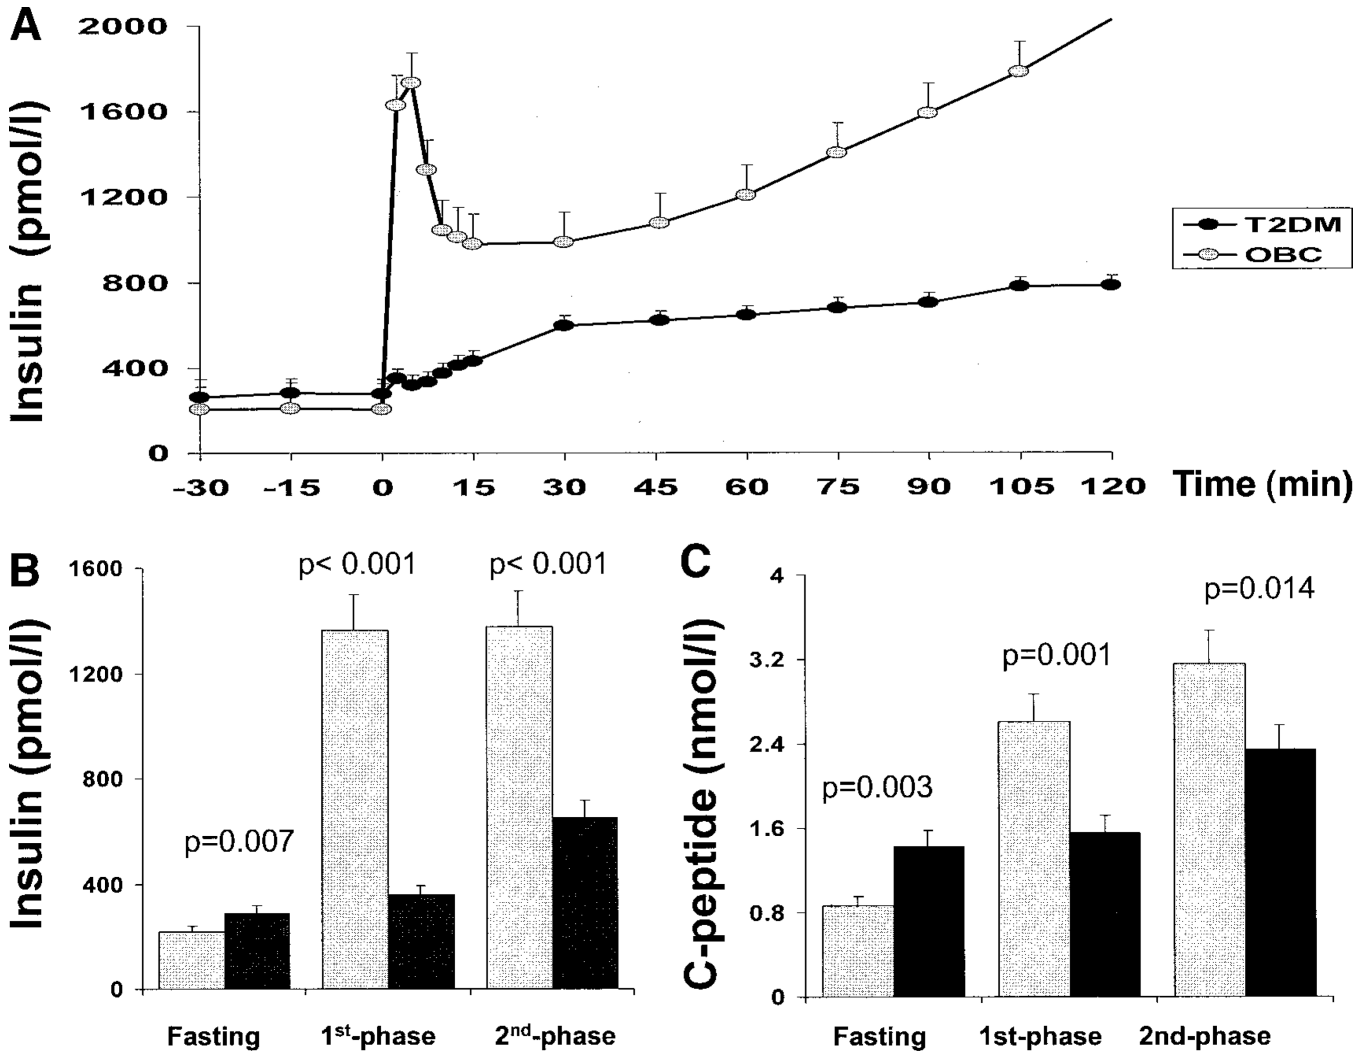 A
Insulin (pmol/l)
2000
1600
1200
800
400
0
-30 -15 0 15 30 45 60 75 90 105 120 Time (min)
T2DM
OBC
B
Insulin (pmol/l)
1600
1200
800
400
0
p=0.007
p< 0.001
p< 0.001
Fasting 1st-phase 2nd-phase
C
C-peptide (nmol/l)
4
3.2
2.4
1.6
0.8
0
p=0.003
p=0.001
p=0.014
Fasting 1st-phase 2nd-phase